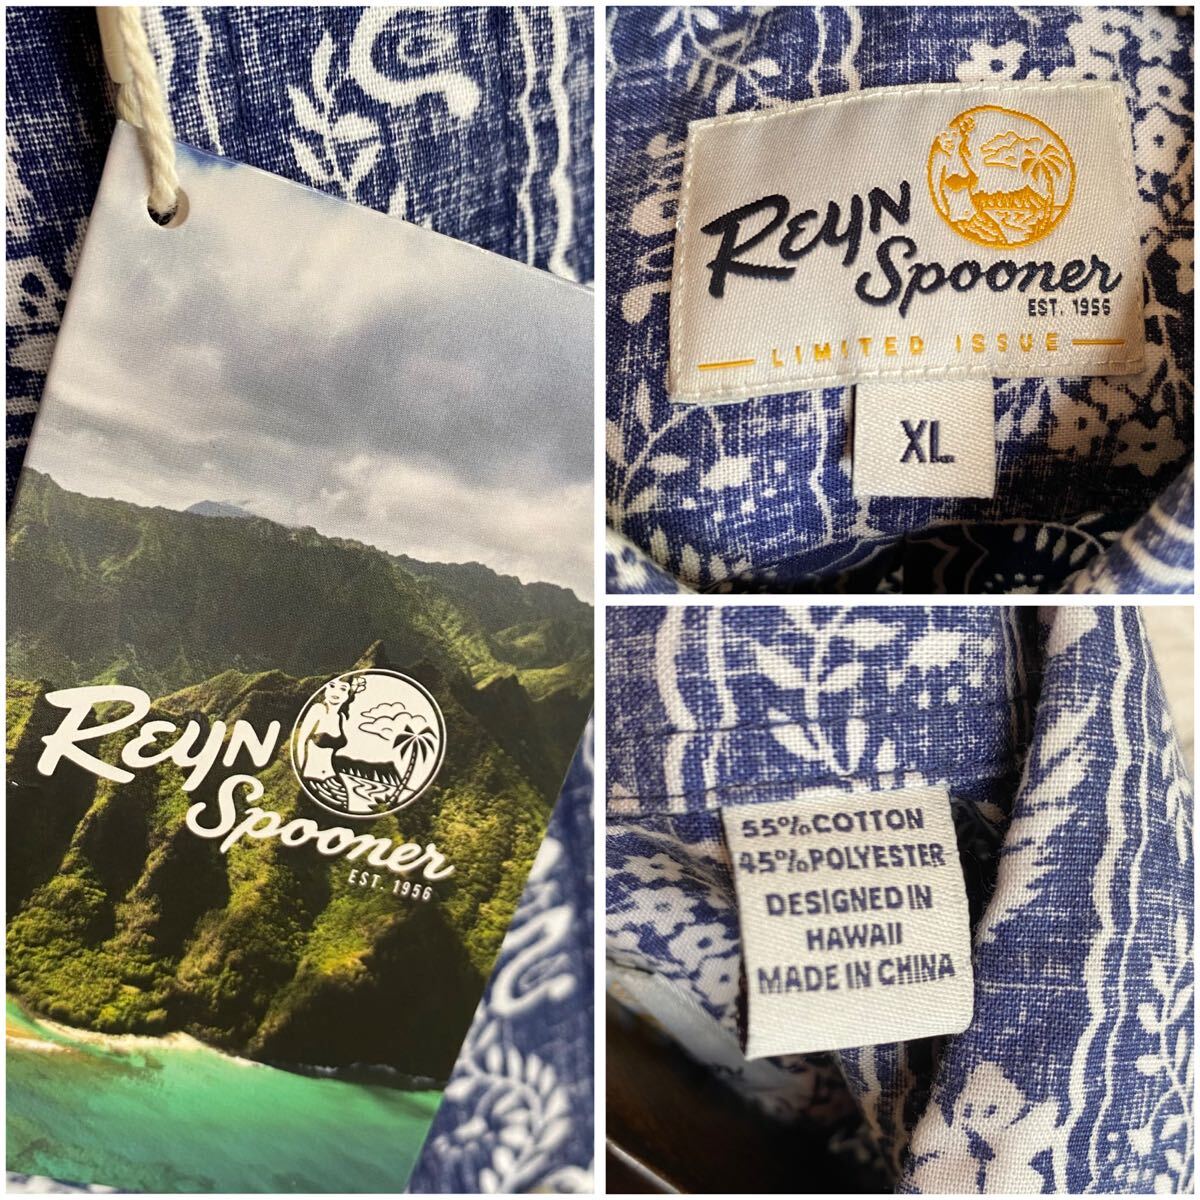 REYN
Spooner
EST. 1956
REYN
Spooner
EST. 1956
LIMITED ISSUE
XL
55% COTTON
45% POLYESTER
DESIGNED IN
HAWAII
MADE IN CHINA